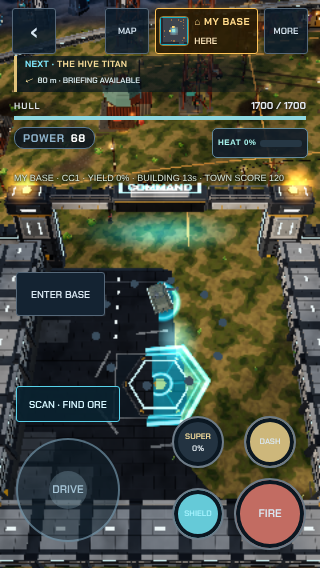 ‹
MAP
⌂ MY BASE
HERE
MORE
NEXT · THE HIVE TITAN
↙ 80 m · BRIEFING AVAILABLE
HULL
1700 / 1700
POWER 68
HEAT 0%
MY BASE · CC1 · YIELD 0% · BUILDING 13s · TOWN SCORE 120
COMMAND
ENTER BASE
SCAN · FIND ORE
SUPER
0%
DASH
DRIVE
SHIELD
FIRE